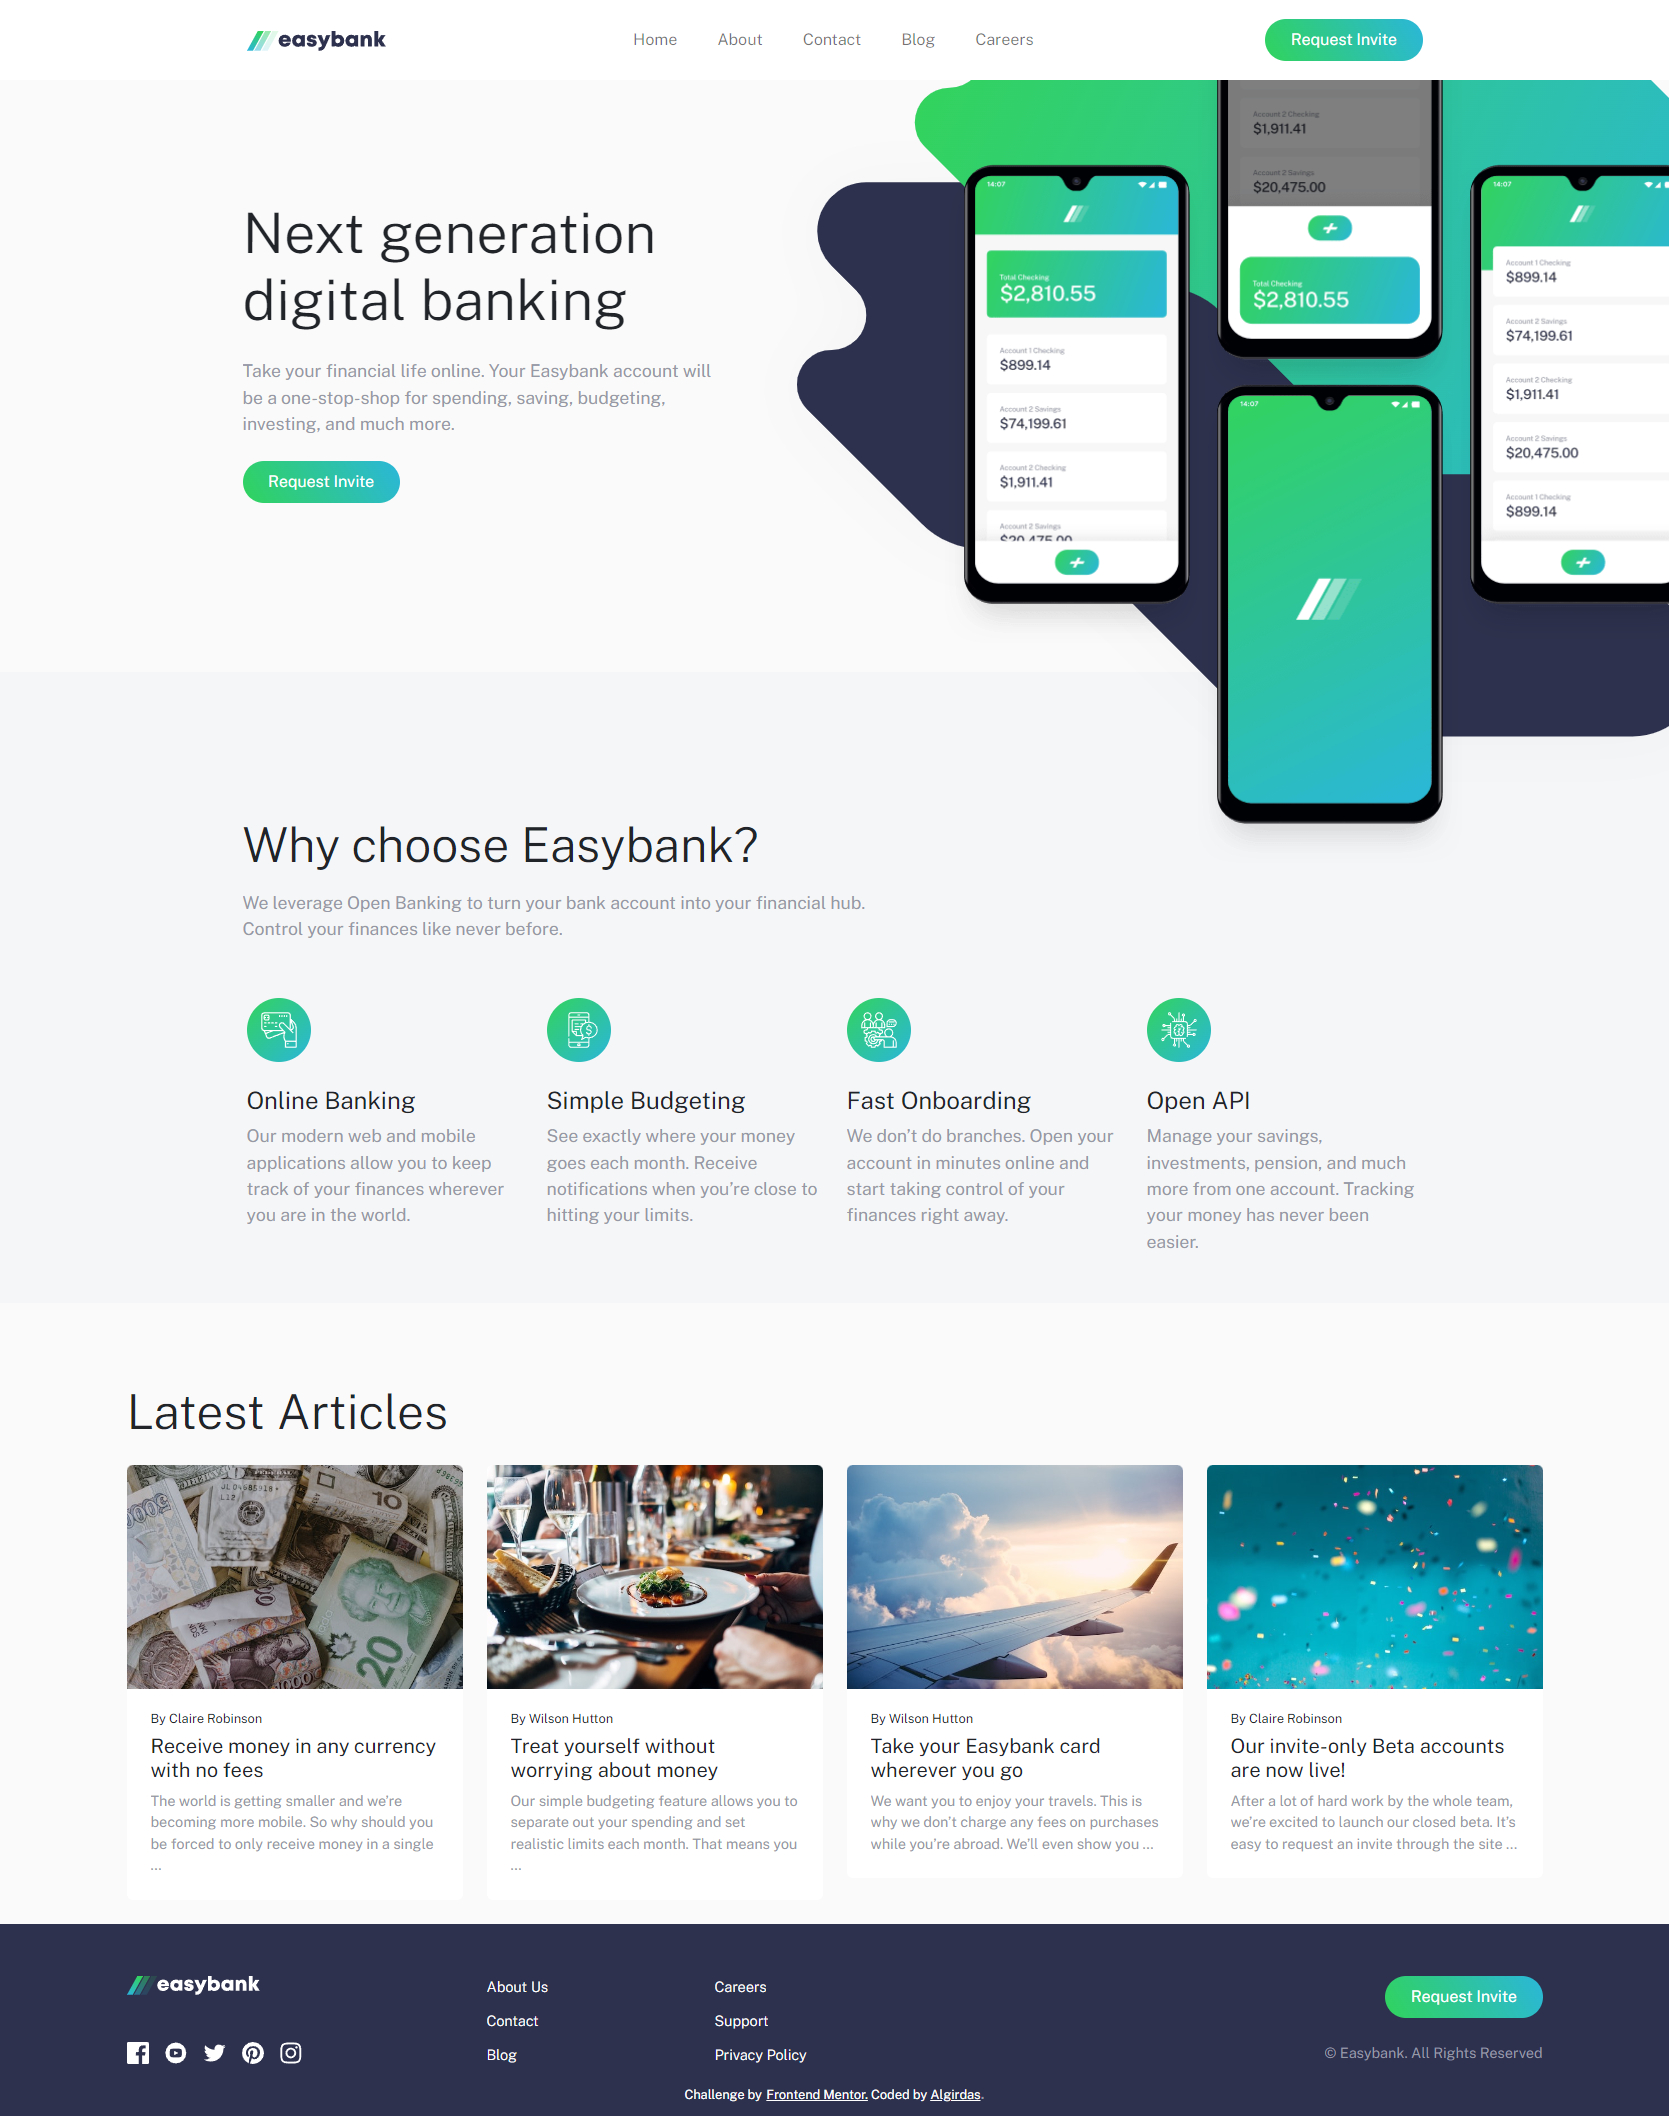 easybank
Home
About
Contact
Blog
Careers
Request Invite
Next generation
digital banking
Take your financial life online. Your Easybank account will
be a one-stop-shop for spending, saving, budgeting,
investing, and much more.
Request Invite
14:07
Total Checking
$2,810.55
Account 1 Checking
$899.14
Account 2 Savings
$74,199.61
Account 2 Checking
$1,911.41
Account 2 Savings
$20,475.00
Account 2 Checking
$1,911.41
Account 2 Savings
$20,475.00
Total Checking
$2,810.55
14:07
14:07
Account 1 Checking
$899.14
Account 2 Savings
$74,199.61
Account 2 Checking
$1,911.41
Account 2 Savings
$20,475.00
Account 1 Checking
$899.14
Why choose Easybank?
We leverage Open Banking to turn your bank account into your financial hub.
Control your finances like never before.
Online Banking
Our modern web and mobile
applications allow you to keep
track of your finances wherever
you are in the world.
Simple Budgeting
See exactly where your money
goes each month. Receive
notifications when you’re close to
hitting your limits.
Fast Onboarding
We don’t do branches. Open your
account in minutes online and
start taking control of your
finances right away.
Open API
Manage your savings,
investments, pension, and much
more from one account. Tracking
your money has never been
easier.
Latest Articles
JL04585918*
L12
10
20
1000
By Claire Robinson
Receive money in any currency
with no fees
The world is getting smaller and we’re
becoming more mobile. So why should you
be forced to only receive money in a single
...
By Wilson Hutton
Treat yourself without
worrying about money
Our simple budgeting feature allows you to
separate out your spending and set
realistic limits each month. That means you
...
By Wilson Hutton
Take your Easybank card
wherever you go
We want you to enjoy your travels. This is
why we don’t charge any fees on purchases
while you’re abroad. We’ll even show you ...
By Claire Robinson
Our invite-only Beta accounts
are now live!
After a lot of hard work by the whole team,
we’re excited to launch our closed beta. It’s
easy to request an invite through the site ...
easybank
About Us
Contact
Blog
Careers
Support
Privacy Policy
Request Invite
© Easybank. All Rights Reserved
Challenge by Frontend Mentor. Coded by Algirdas.